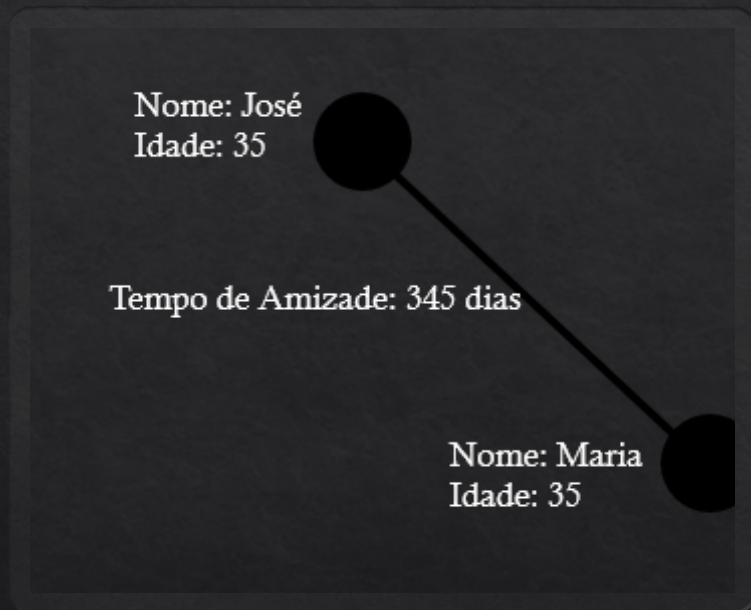 Nome: José
Idade: 35
Tempo de Amizade: 345 dias
Nome: Maria
Idade: 35